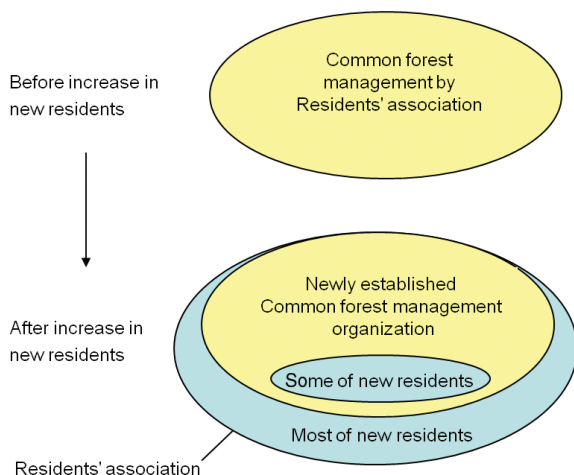 Common forest
management by
Residents' association
Before increase in
new residents
Newly established
Common forest management
organization
After increase in
new residents
Some of new residents
Most of new residents
Residents' association